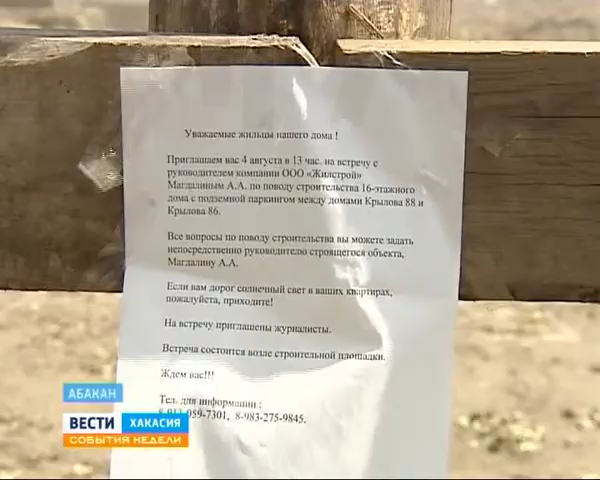 Уважаемые жильцы нашего дома !
Приглашаем вас 4 августа в 13 час. на встречу с
руководителем компании ООО «Жилстрой»
Магдалиным А.А. по поводу строительства 16-этажного
дома с подземной паркингом между домами Крылова 88 и
Крылова 86.
Все вопросы по поводу строительства вы можете задать
непосредственно руководителю строящегося объекта,
Магдалину А.А.
Если вам дорог солнечный свет в ваших квартирах,
пожалуйста, приходите!
На встречу приглашены журналисты.
Встреча состоится возле строительной площадки.
Ждем вас!!!
Тел. для информации :
059-7301, 8-983-275-9845.
АБАКАН
ВЕСТИ ХАКАСИЯ
СОБЫТИЯ НЕДЕЛИ